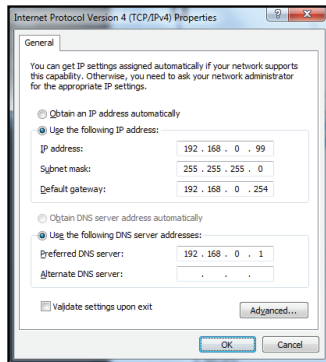 Internet Protocol Version 4 (TCP/IPv4) Properties
General
You can get IP settings assigned automatically if your network supports
this capability. Otherwise, you need to ask your network administrator
for the appropriate IP settings.
Obtain an IP address automatically
Use the following IP address:
IP address: 192 . 168 . 0 . 99
Subnet mask: 255 . 255 . 255 . 0
Default gateway: 192 . 168 . 0 . 254
Obtain DNS server address automatically
Use the following DNS server addresses:
Preferred DNS server: 192 . 168 . 0 . 1
Alternate DNS server: . . .
Validate settings upon exit
Advanced...
OK Cancel